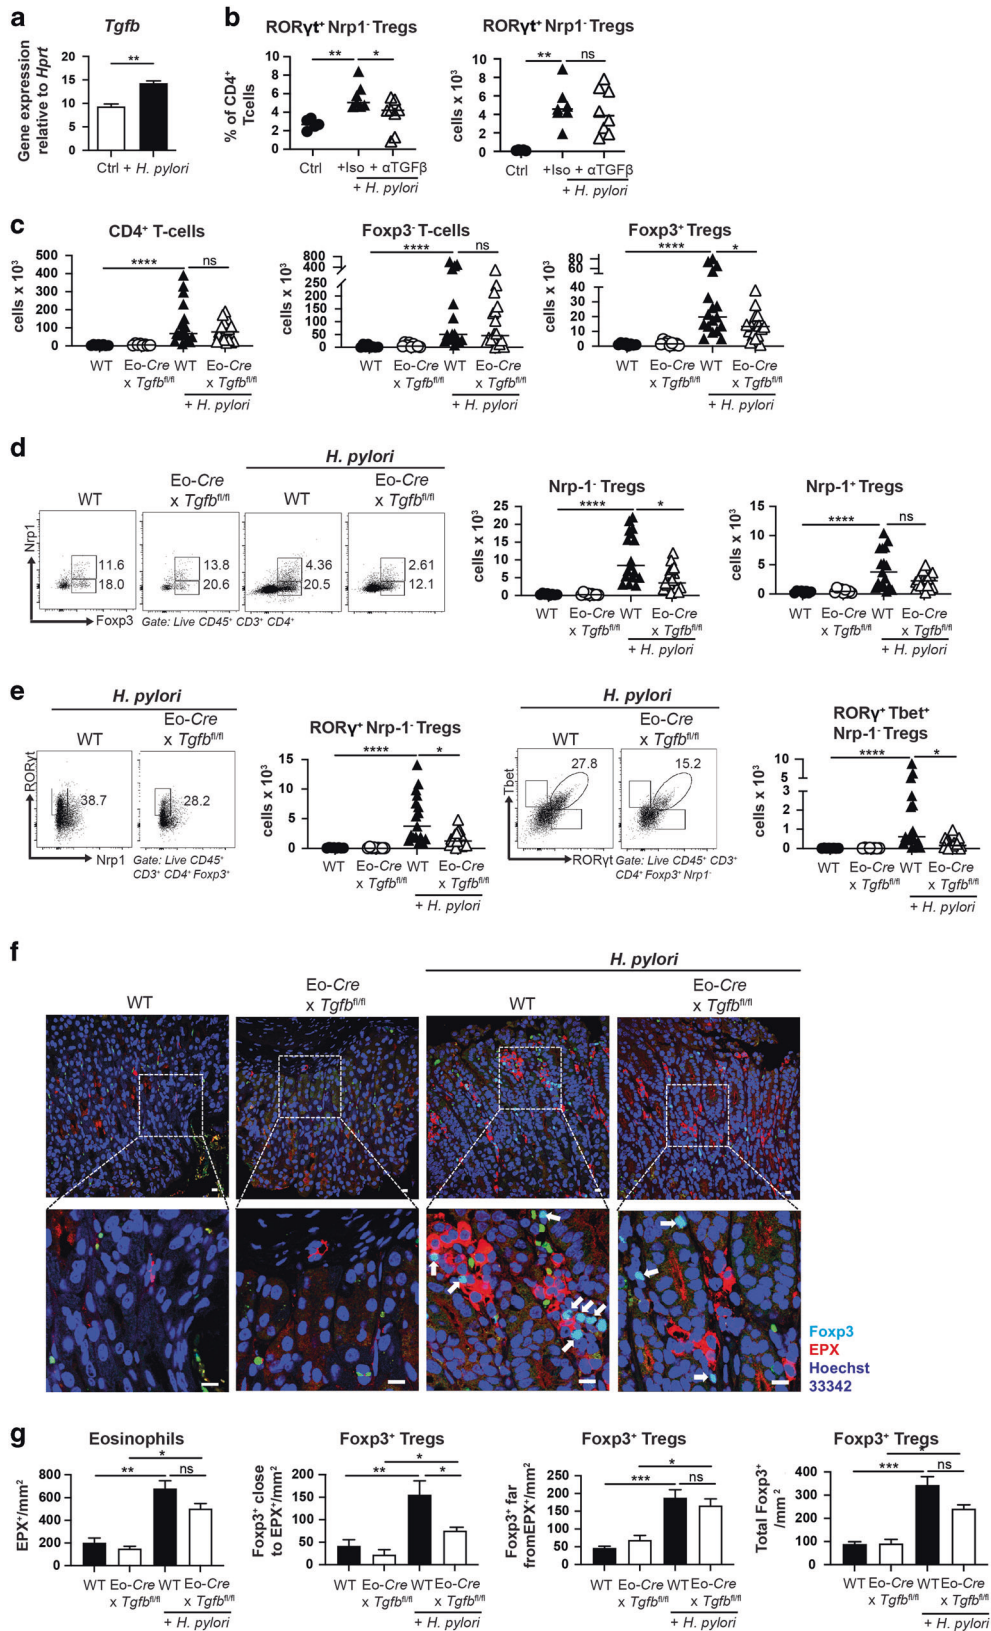 a
Tgfb
Gene expression
relative to Hprt
20
15
10
5
0
**
Ctrl + H. pylori
b
RORγt⁺ Nrp1⁻ Tregs
% of CD4⁺
Tcells
10
8
6
4
2
0
** *
Ctrl +Iso + αTGFβ
+ H. pylori
RORγt⁺ Nrp1⁻ Tregs
cells x 10³
10
8
6
4
2
0
** ns
Ctrl +Iso + αTGFβ
+ H. pylori
c
CD4⁺ T-cells
cells x 10³
500
400
300
200
100
0
**** ns
WT Eo-Cre WT Eo-Cre
x Tgfbfl/fl x Tgfbfl/fl
+ H. pylori
Foxp3⁻ T-cells
cells x 10³
800
400
250
200
150
100
50
0
**** ns
WT Eo-Cre WT Eo-Cre
x Tgfbfl/fl x Tgfbfl/fl
+ H. pylori
Foxp3⁺ Tregs
cells x 10³
80
60
40
30
20
10
0
**** *
WT Eo-Cre WT Eo-Cre
x Tgfbfl/fl x Tgfbfl/fl
+ H. pylori
d
H. pylori
WT
Eo-Cre
x Tgfbfl/fl
WT
Eo-Cre
x Tgfbfl/fl
Nrp1
11.6
18.0
13.8
20.6
4.36
20.5
2.61
12.1
Foxp3
Gate: Live CD45⁺ CD3⁺ CD4⁺
Nrp-1⁻ Tregs
cells x 10³
25
20
15
10
5
0
**** *
WT Eo-Cre WT Eo-Cre
x Tgfbfl/fl x Tgfbfl/fl
+ H. pylori
Nrp-1⁺ Tregs
cells x 10³
15
10
5
0
**** ns
WT Eo-Cre WT Eo-Cre
x Tgfbfl/fl x Tgfbfl/fl
+ H. pylori
e
H. pylori
WT
Eo-Cre
x Tgfbfl/fl
RORγt
38.7
28.2
Nrp1
Gate: Live CD45⁺
CD3⁺ CD4⁺Foxp3⁺
RORγ⁺ Nrp-1⁻ Tregs
cells x 10³
15
10
5
0
**** *
WT Eo-Cre WT Eo-Cre
x Tgfbfl/fl x Tgfbfl/fl
+ H. pylori
H. pylori
WT
Eo-Cre
x Tgfbfl/fl
Tbet
27.8
15.2
RORγt
Gate: Live CD45⁺ CD3⁺
CD4⁺Foxp3⁺ Nrp1⁻
RORγ⁺ Tbet⁺
Nrp-1⁻ Tregs
cells x 10³
10
5
3
2
1
0
**** *
WT Eo-Cre WT Eo-Cre
x Tgfbfl/fl x Tgfbfl/fl
+ H. pylori
f
H. pylori
WT
Eo-Cre
x Tgfbfl/fl
WT
Eo-Cre
x Tgfbfl/fl
Foxp3
EPX
Hoechst
33342
g
Eosinophils
EPX⁺/mm²
800
600
400
200
0
*
** ns
WT Eo-Cre WT Eo-Cre
x Tgfbfl/fl x Tgfbfl/fl
+ H. pylori
Foxp3⁺ Tregs
Foxp3⁺ close
to EPX⁺/mm²
200
150
100
50
0
*
** *
WT Eo-Cre WT Eo-Cre
x Tgfbfl/fl x Tgfbfl/fl
+ H. pylori
Foxp3⁺ Tregs
Foxp3⁺ far
fromEPX⁺/mm²
250
200
150
100
50
0
*
*** ns
WT Eo-Cre WT Eo-Cre
x Tgfbfl/fl x Tgfbfl/fl
+ H. pylori
Foxp3⁺ Tregs
Total Foxp3⁺
/mm²
400
300
200
100
0
*
*** ns
WT Eo-Cre WT Eo-Cre
x Tgfbfl/fl x Tgfbfl/fl
+ H. pylori